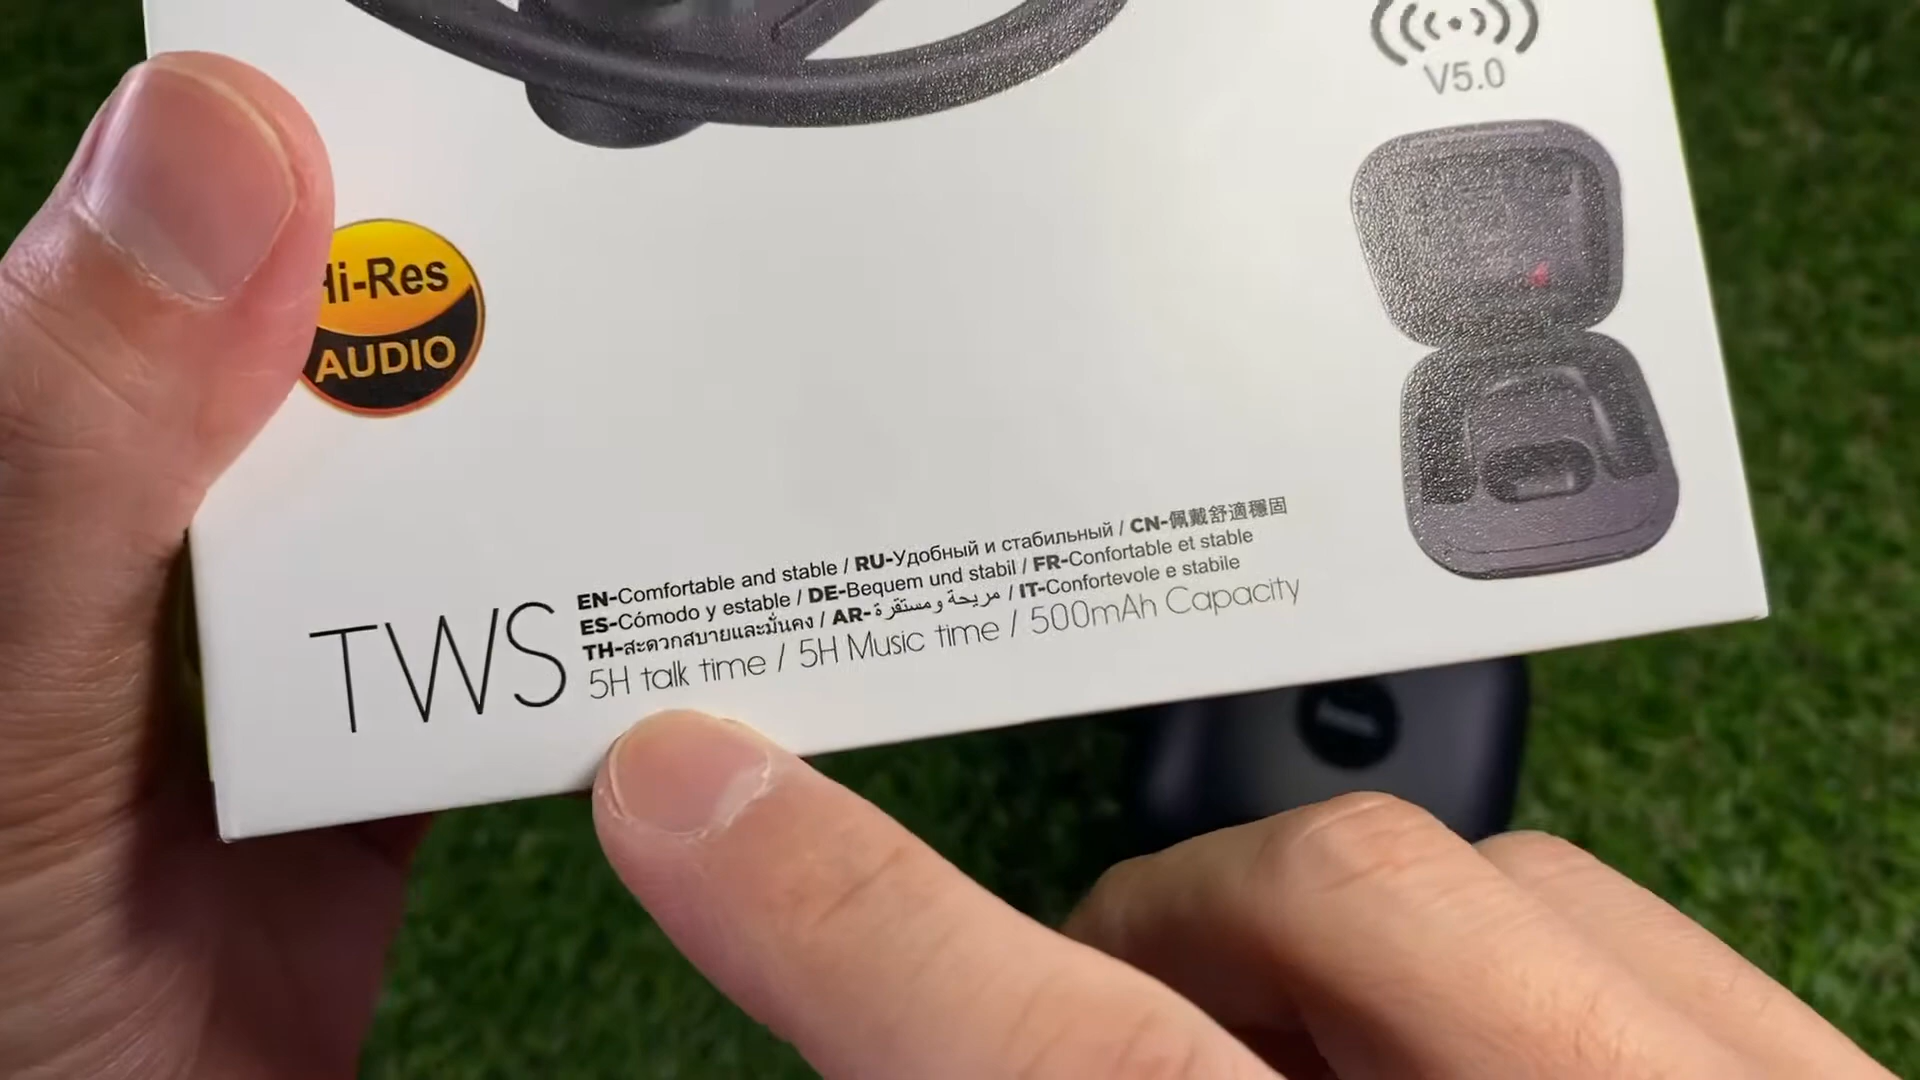 V5.0
Hi-Res
AUDIO
TWS
EN-Comfortable and stable / RU-Удобный и стабильный / CN-佩戴舒適穩固
ES-Cómodo y estable / DE-Bequem und stabil / FR-Confortable et stable
TH-สะดวกสบายและมั่นคง / AR-مريحة ومستقرة / IT-Confortevole e stabile
5H talk time / 5H Music time / 500mAh Capacity